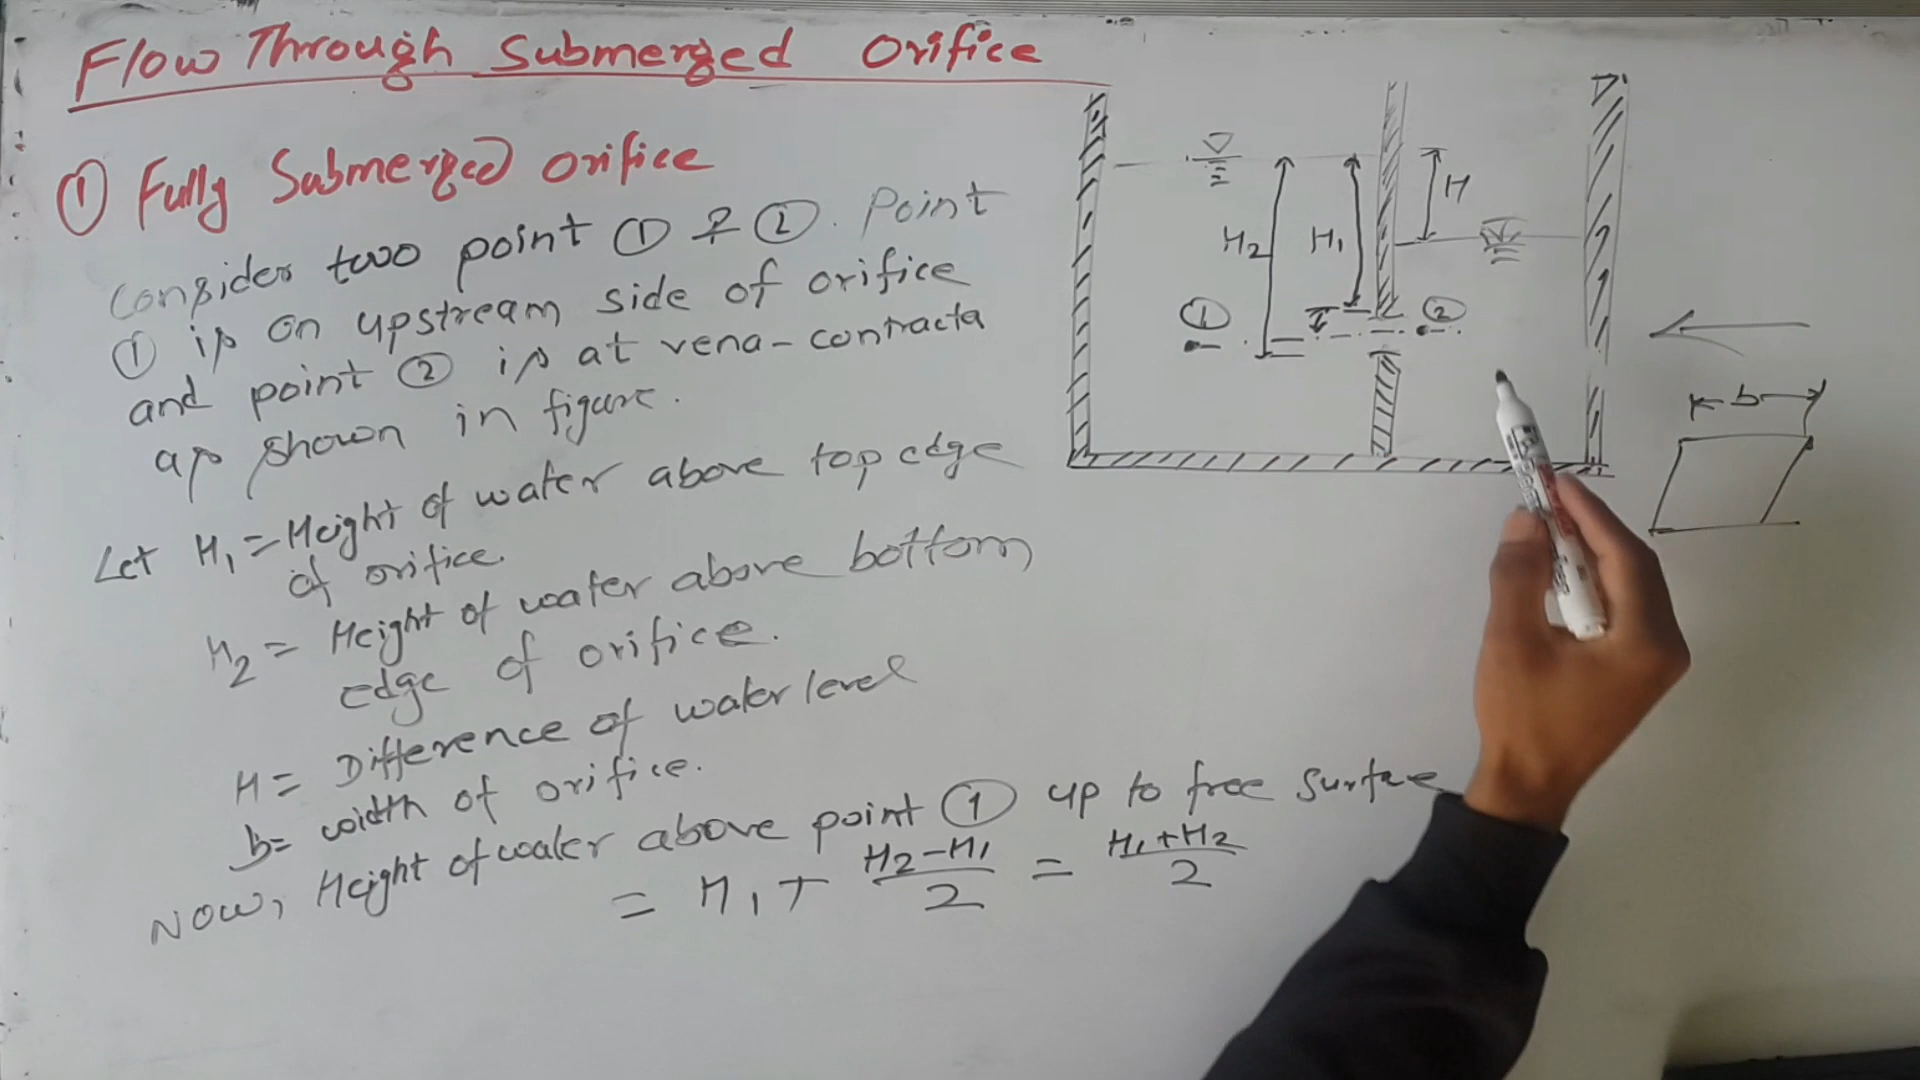 Flow Through Submerged Orifice
① Fully Submerged orifice
Consider two point ① & ②. Point
① is on upstream side of orifice
and point ② is at vena-contracta
as shown in figure.
Let H₁ = Height of water above top edge
of orifice.
H₂ = Height of water above bottom
edge of orifice.
H = Difference of water level
b = width of orifice.
Now, Height of water above point ① up to free surface
= H₁ + (H₂-H₁)/2 = (H₁+H₂)/2
H₂
H₁
H
①
②
b